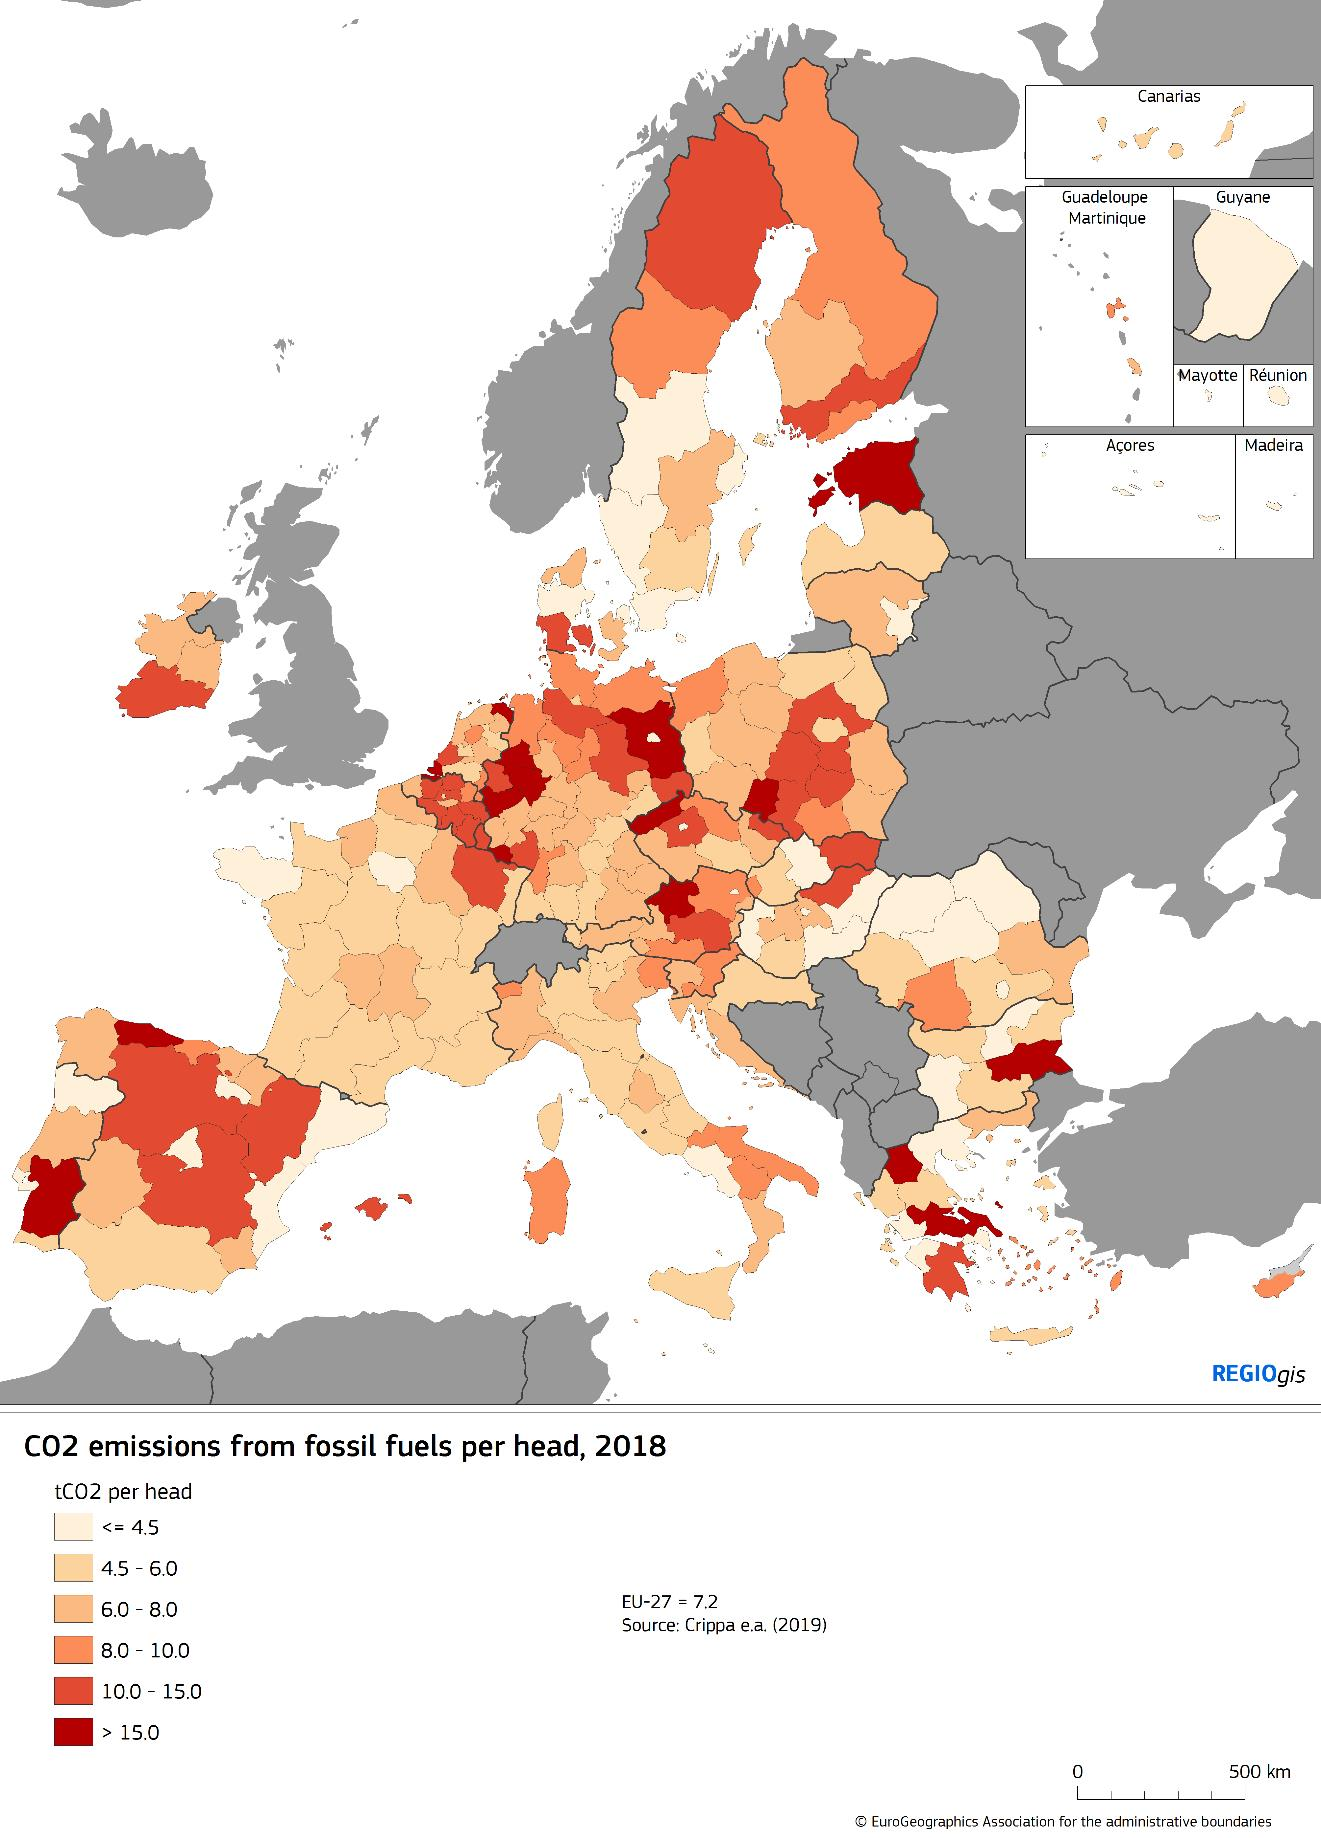 Canarias
Guadeloupe
Martinique
Guyane
Mayotte
Réunion
Açores
Madeira
REGIOgis
CO2 emissions from fossil fuels per head, 2018
tCO2 per head
<= 4.5
4.5 - 6.0
6.0 - 8.0
8.0 - 10.0
10.0 - 15.0
> 15.0
EU-27 = 7.2
Source: Crippa e.a. (2019)
0 500 km
© EuroGeographics Association for the administrative boundaries